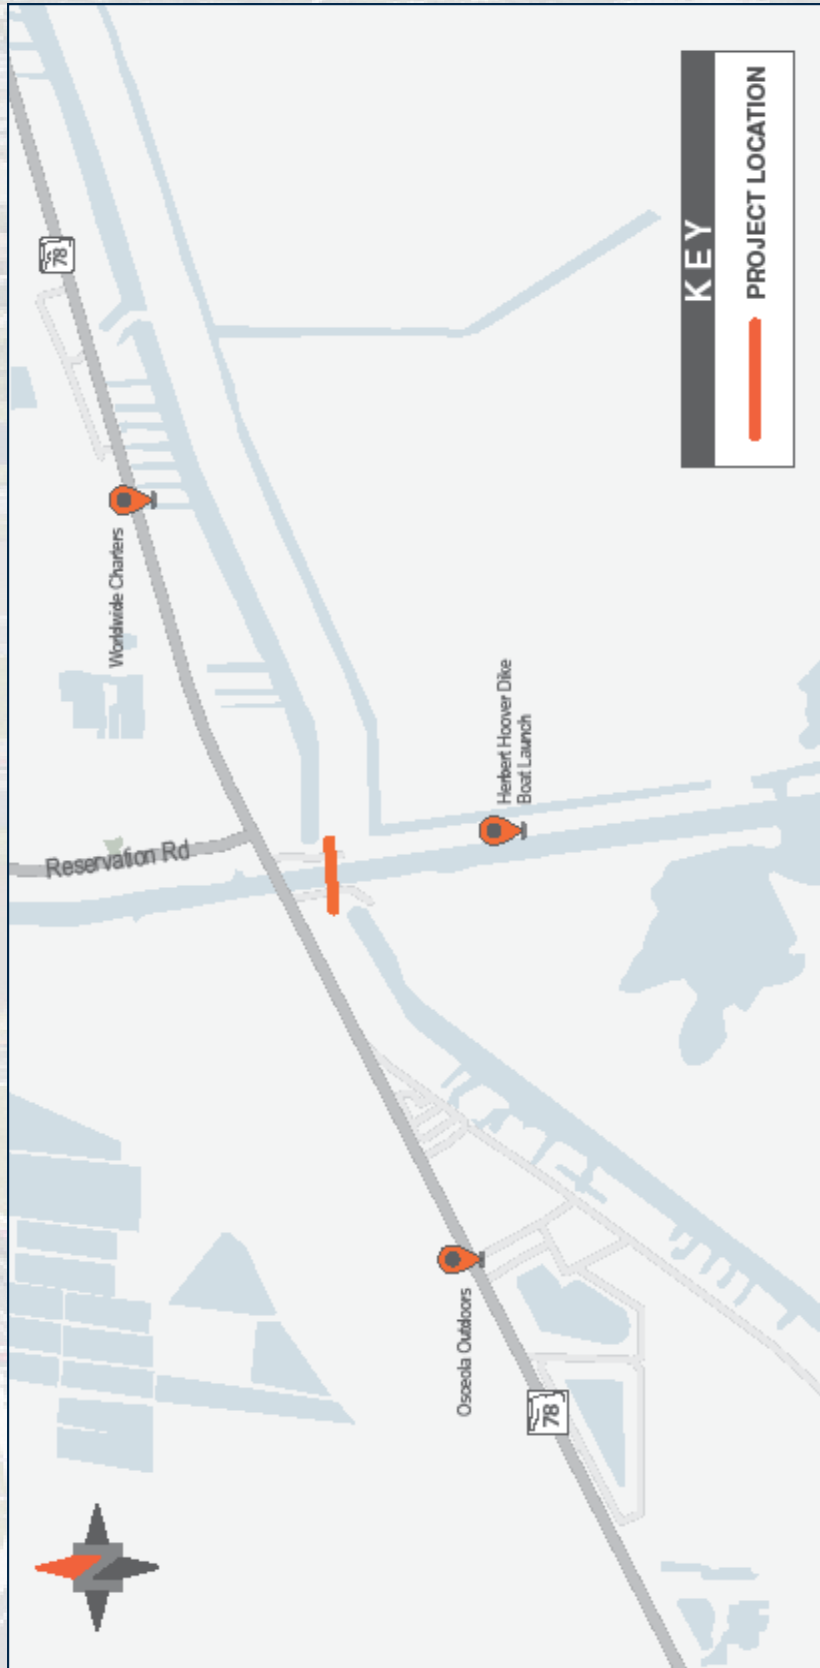 78
Worldwide Charters
Reservation Rd
Herbert Hoover Dike
Boat Launch
Osceola Outdoors
78
KEY
PROJECT LOCATION
N